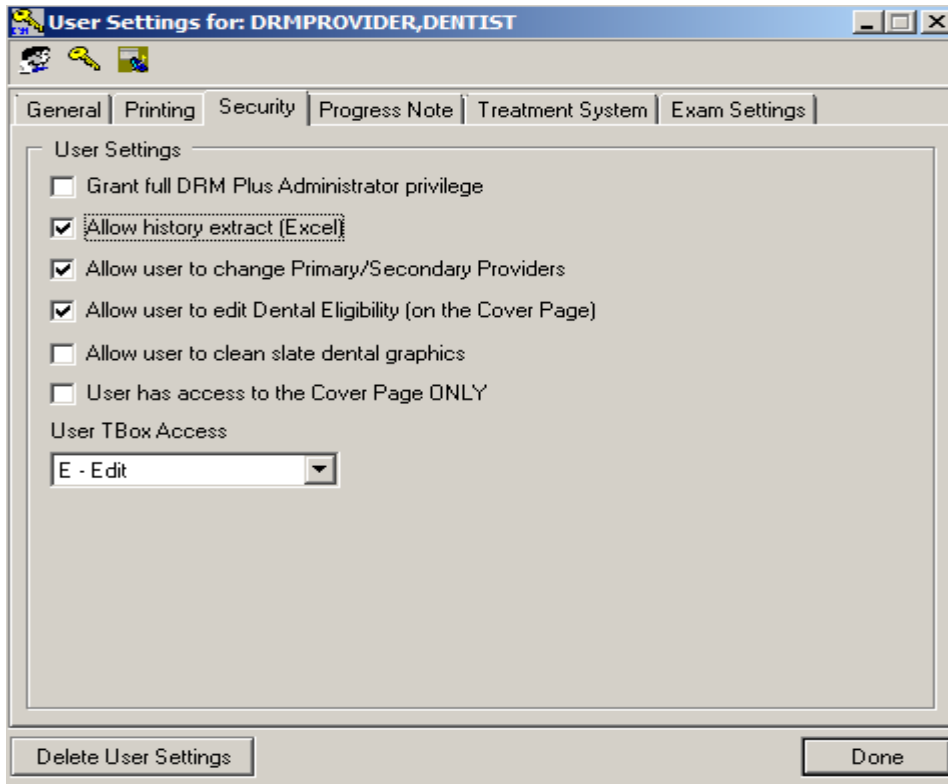 User Settings for: DRMPROVIDER,DENTIST
General Printing Security Progress Note Treatment System Exam Settings
User Settings
Grant full DRM Plus Administrator privilege
Allow history extract (Excel)
Allow user to change Primary/Secondary Providers
Allow user to edit Dental Eligibility (on the Cover Page)
Allow user to clean slate dental graphics
User has access to the Cover Page ONLY
User TBox Access
E - Edit
Delete User Settings Done